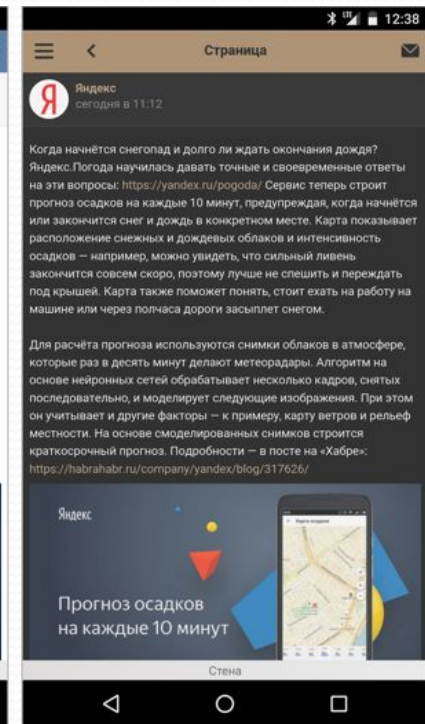 LTE 12:38
Страница
Яндекс
сегодня в 11:12
Когда начнётся снегопад и долго ли ждать окончания дождя?
Яндекс.Погода научилась давать точные и своевременные ответы
на эти вопросы: https://yandex.ru/pogoda/ Сервис теперь строит
прогноз осадков на каждые 10 минут, предупреждая, когда начнётся
или закончится снег и дождь в конкретном месте. Карта показывает
расположение снежных и дождевых облаков и интенсивность
осадков — например, можно увидеть, что сильный ливень
закончится совсем скоро, поэтому лучше не спешить и переждать
под крышей. Карта также поможет понять, стоит ехать на работу на
машине или через полчаса дороги засыплет снегом.
Для расчёта прогноза используются снимки облаков в атмосфере,
которые раз в десять минут делают метеорадары. Алгоритм на
основе нейронных сетей обрабатывает несколько кадров, снятых
последовательно, и моделирует следующие изображения. При этом
он учитывает и другие факторы — к примеру, карту ветров и рельеф
местности. На основе смоделированных снимков строится
краткосрочный прогноз. Подробности — в посте на «Хабре»:
https://habrahabr.ru/company/yandex/blog/317626/
Яндекс
Карта осадков
Прогноз осадков
на каждые 10 минут
Стена